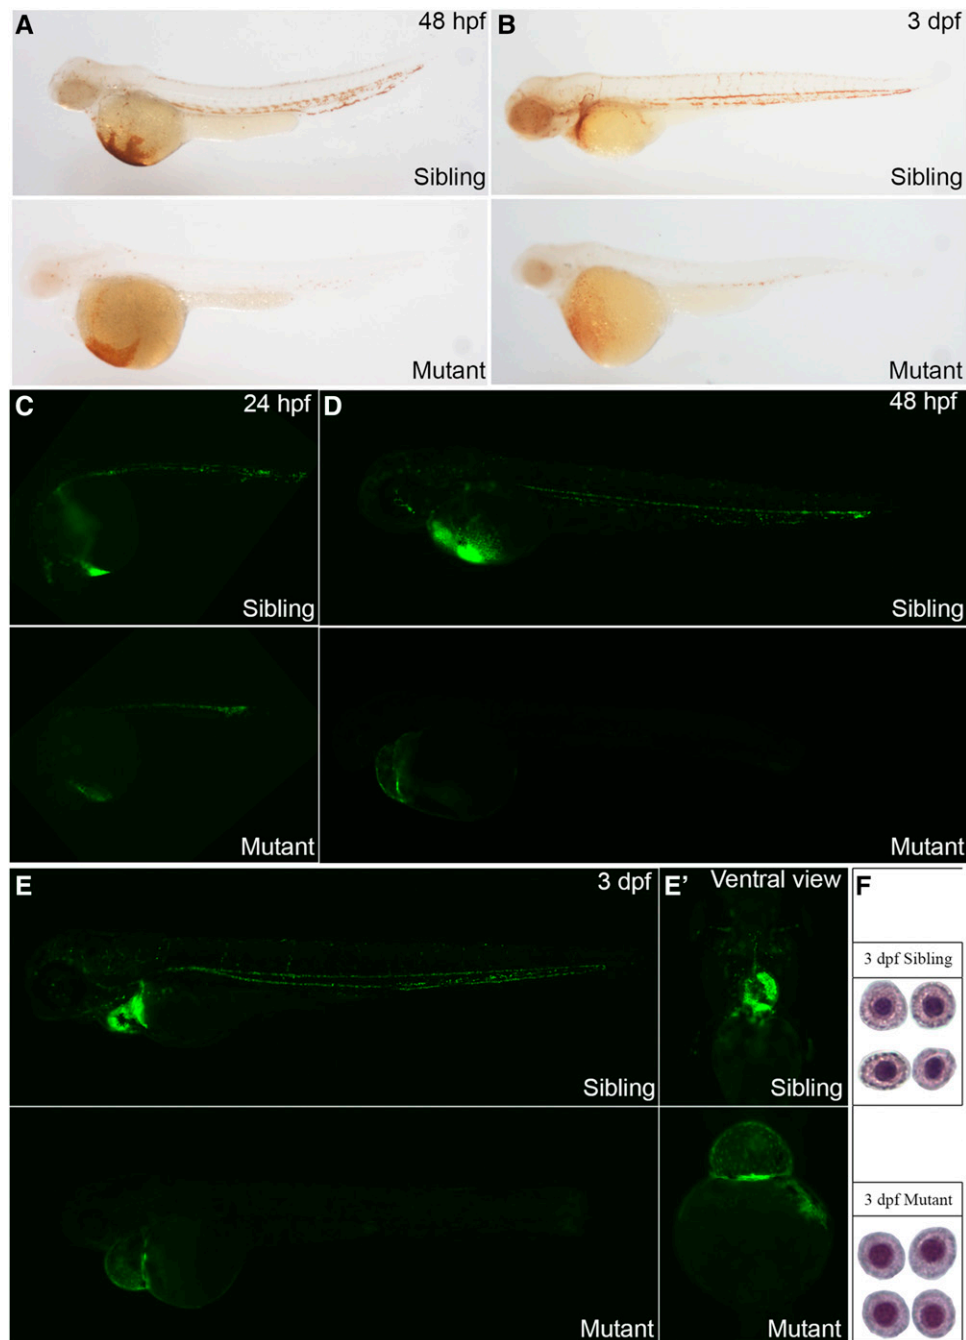 A 48 hpf
Sibling
Mutant
B 3 dpf
Sibling
Mutant
C 24 hpf
Sibling
Mutant
D 48 hpf
Sibling
Mutant
E 3 dpf
Sibling
Mutant
E’ Ventral view
Sibling
Mutant
F
3 dpf Sibling
3 dpf Mutant